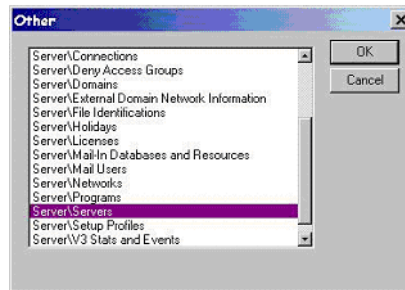 Other
Server\Connections
Server\Deny Access Groups
Server\Domains
Server\External Domain Network Information
Server\File Identifications
Server\Holidays
Server\Licenses
Server\Mail-In Databases and Resources
Server\Mail Users
Server\Networks
Server\Programs
Server\Servers
Server\Setup Profiles
Server\V3 Stats and Events
OK
Cancel